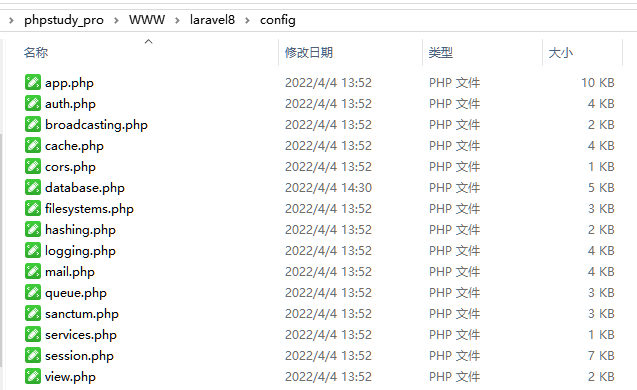 phpstudy_pro > WWW > laravel8 > config
名称 修改日期 类型 大小
app.php 2022/4/4 13:52 PHP 文件 10 KB
auth.php 2022/4/4 13:52 PHP 文件 4 KB
broadcasting.php 2022/4/4 13:52 PHP 文件 2 KB
cache.php 2022/4/4 13:52 PHP 文件 4 KB
cors.php 2022/4/4 13:52 PHP 文件 1 KB
database.php 2022/4/4 14:30 PHP 文件 5 KB
filesystems.php 2022/4/4 13:52 PHP 文件 3 KB
hashing.php 2022/4/4 13:52 PHP 文件 2 KB
logging.php 2022/4/4 13:52 PHP 文件 4 KB
mail.php 2022/4/4 13:52 PHP 文件 4 KB
queue.php 2022/4/4 13:52 PHP 文件 3 KB
sanctum.php 2022/4/4 13:52 PHP 文件 3 KB
services.php 2022/4/4 13:52 PHP 文件 1 KB
session.php 2022/4/4 13:52 PHP 文件 7 KB
view.php 2022/4/4 13:52 PHP 文件 2 KB